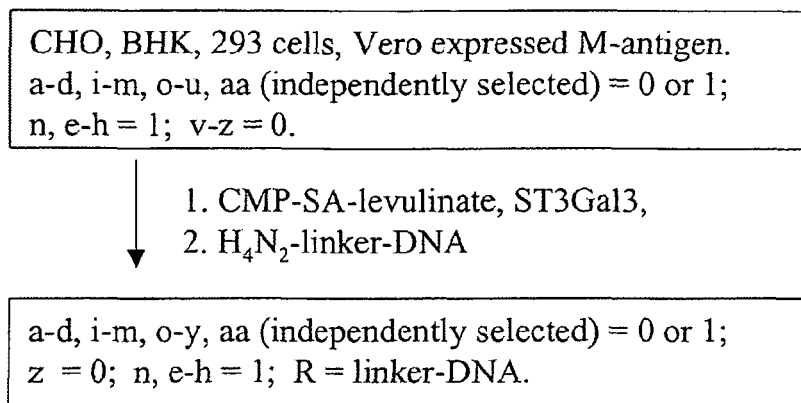 CHO, BHK, 293 cells, Vero expressed M-antigen.
a-d, i-m, o-u, aa (independently selected) = 0 or 1;
n, e-h = 1; v-z = 0.
1. CMP-SA-levulinate, ST3Gal3,
2. H₄N₂-linker-DNA
a-d, i-m, o-y, aa (independently selected) = 0 or 1;
z = 0; n, e-h = 1; R = linker-DNA.